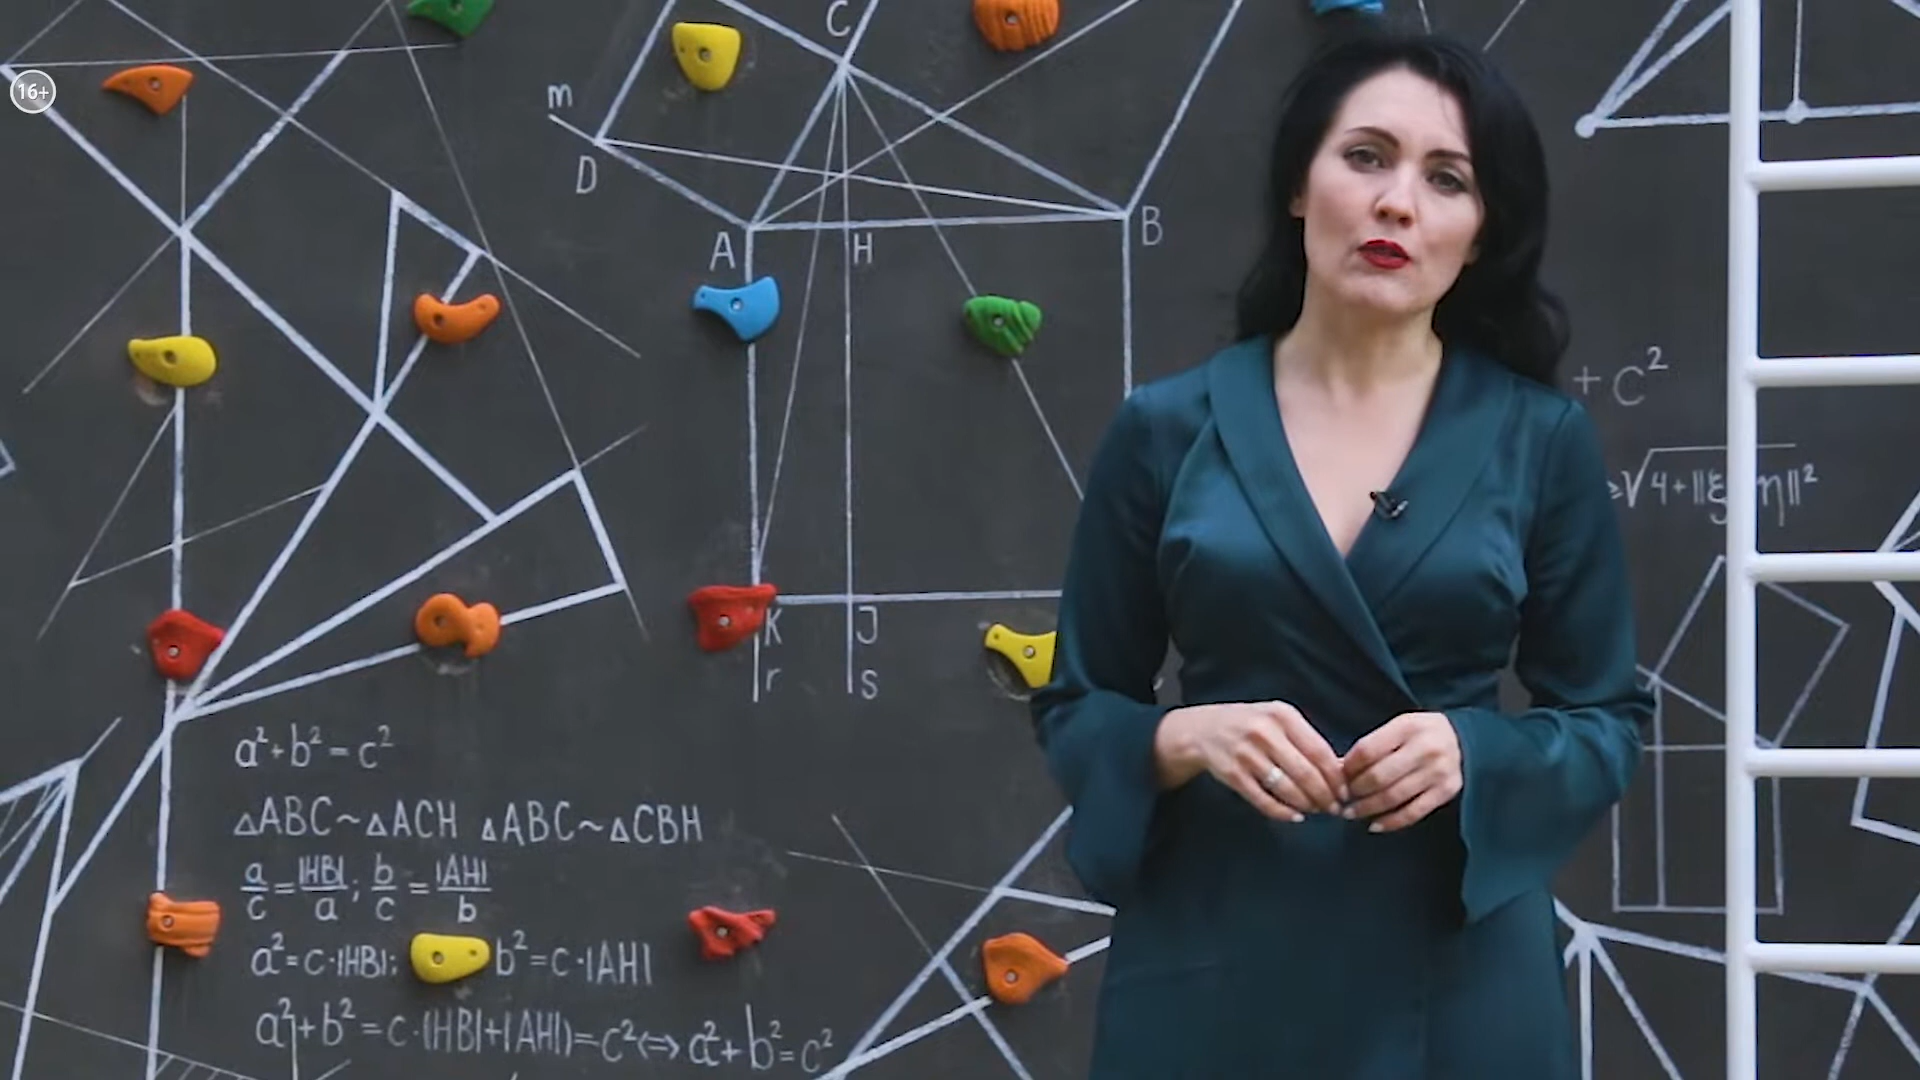 16+
C
m
D
A
H
B
K
J
r
s
+ c²
≥√4+||ξ η||²
a²+b²=c²
△ABC~△ACH △ABC~△CBH
a/c=|HB|/a; b/c=|AH|/b
a²=c·|HB|; b²=c·|AH|
a²+b²=c·(|HB|+|AH|)=c²⇔a²+b²=c²